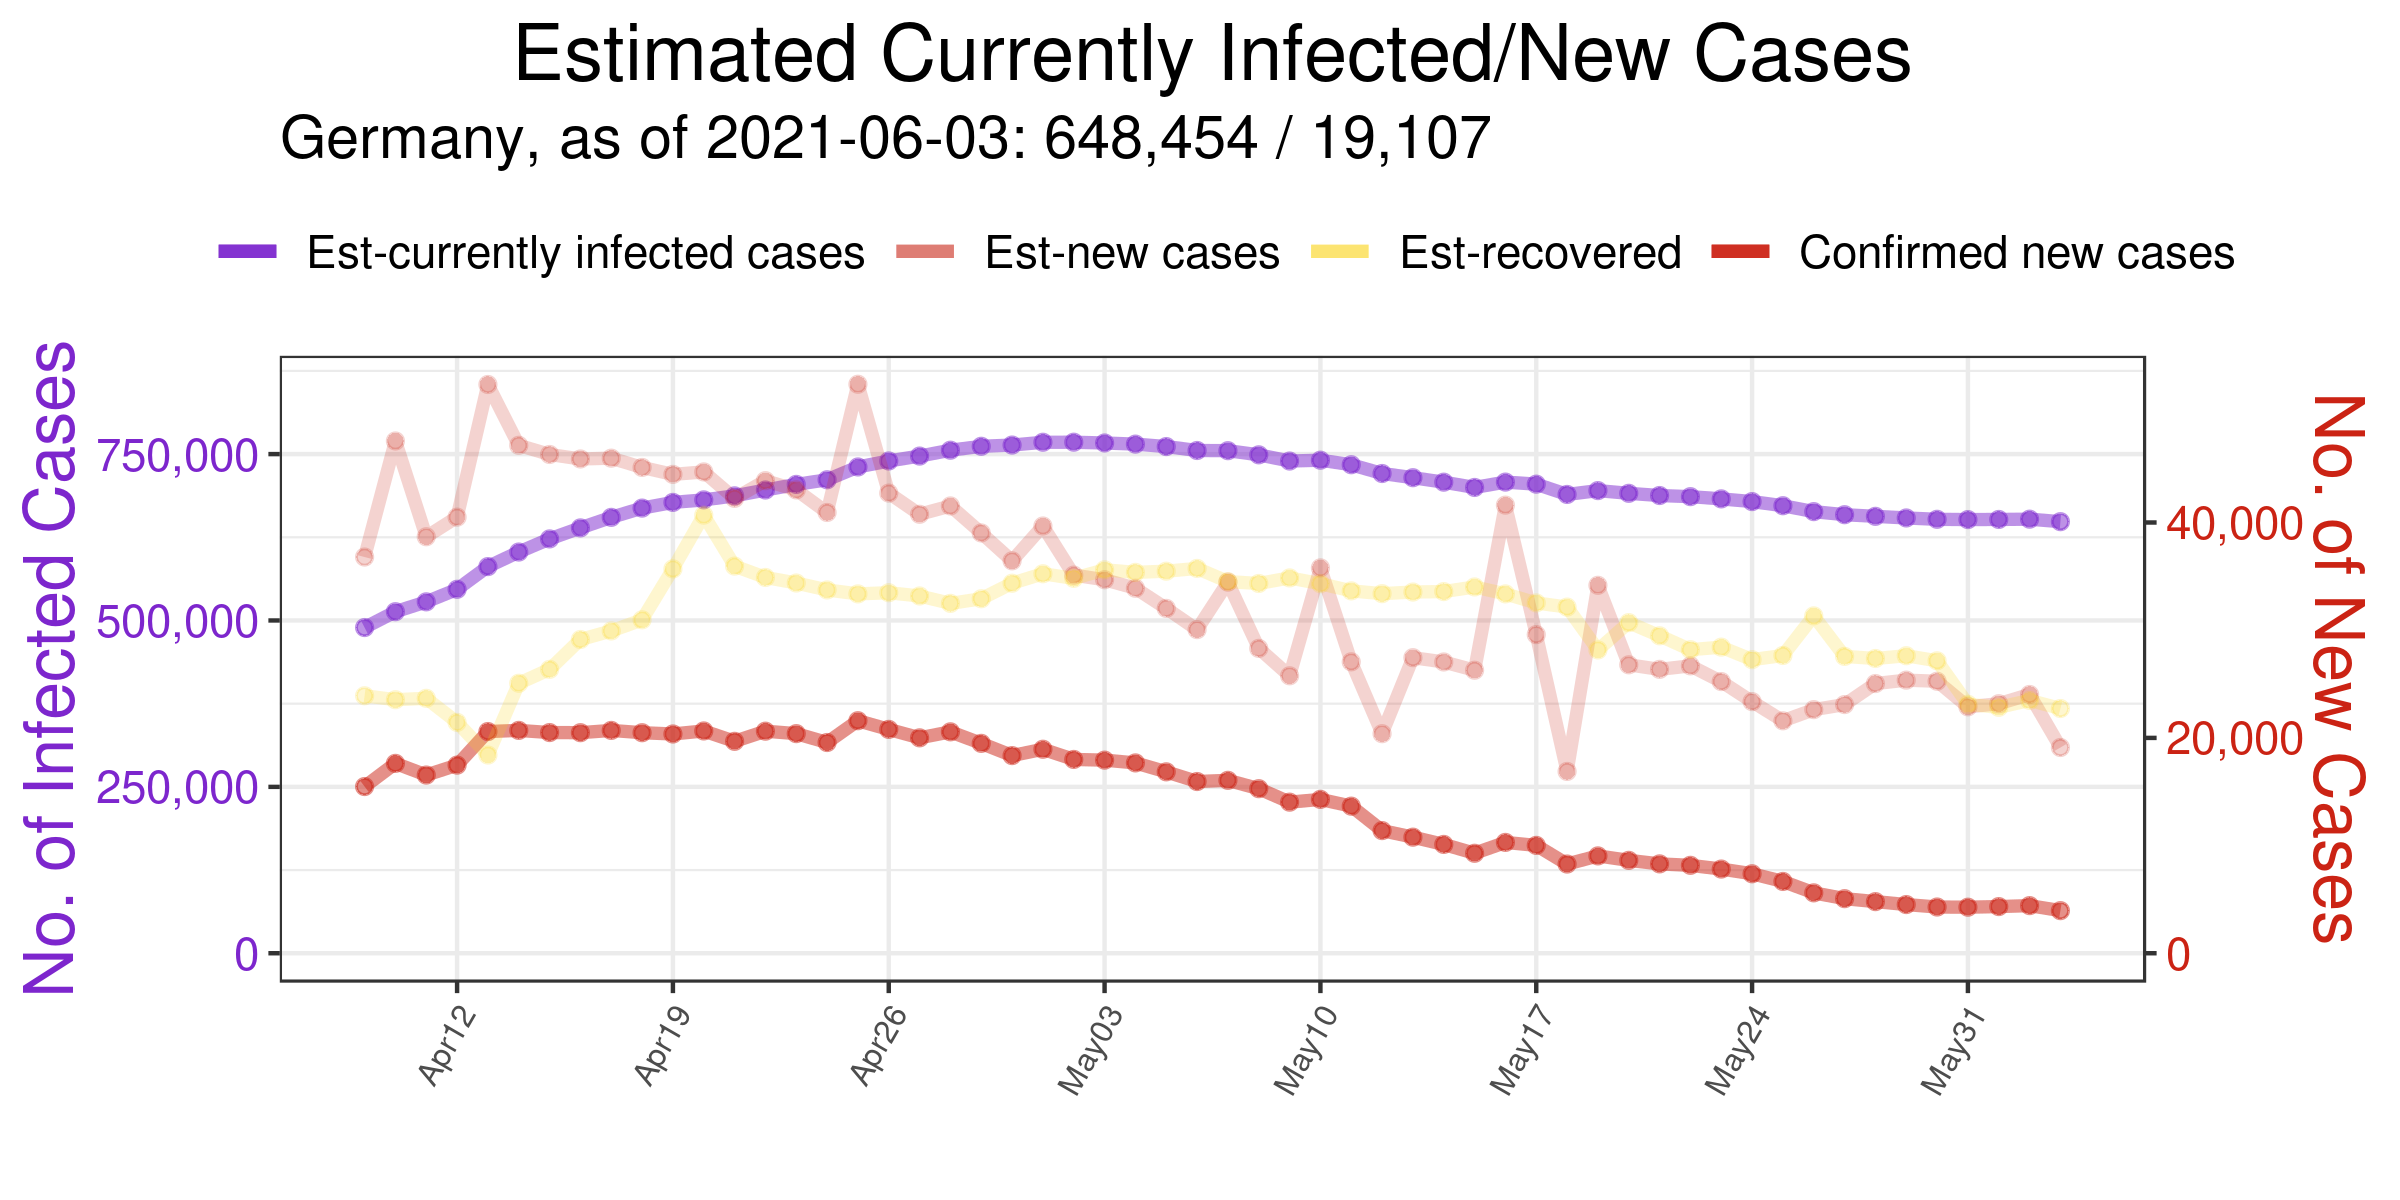 Estimated Currently Infected/New Cases
Germany, as of 2021-06-03: 648,454 / 19,107
Est-currently infected cases Est-new cases Est-recovered Confirmed new cases
No. of Infected Cases
750,000
500,000
250,000
0
40,000
20,000
0
No. of New Cases
Apr12 Apr19 Apr26 May03 May10 May17 May24 May31